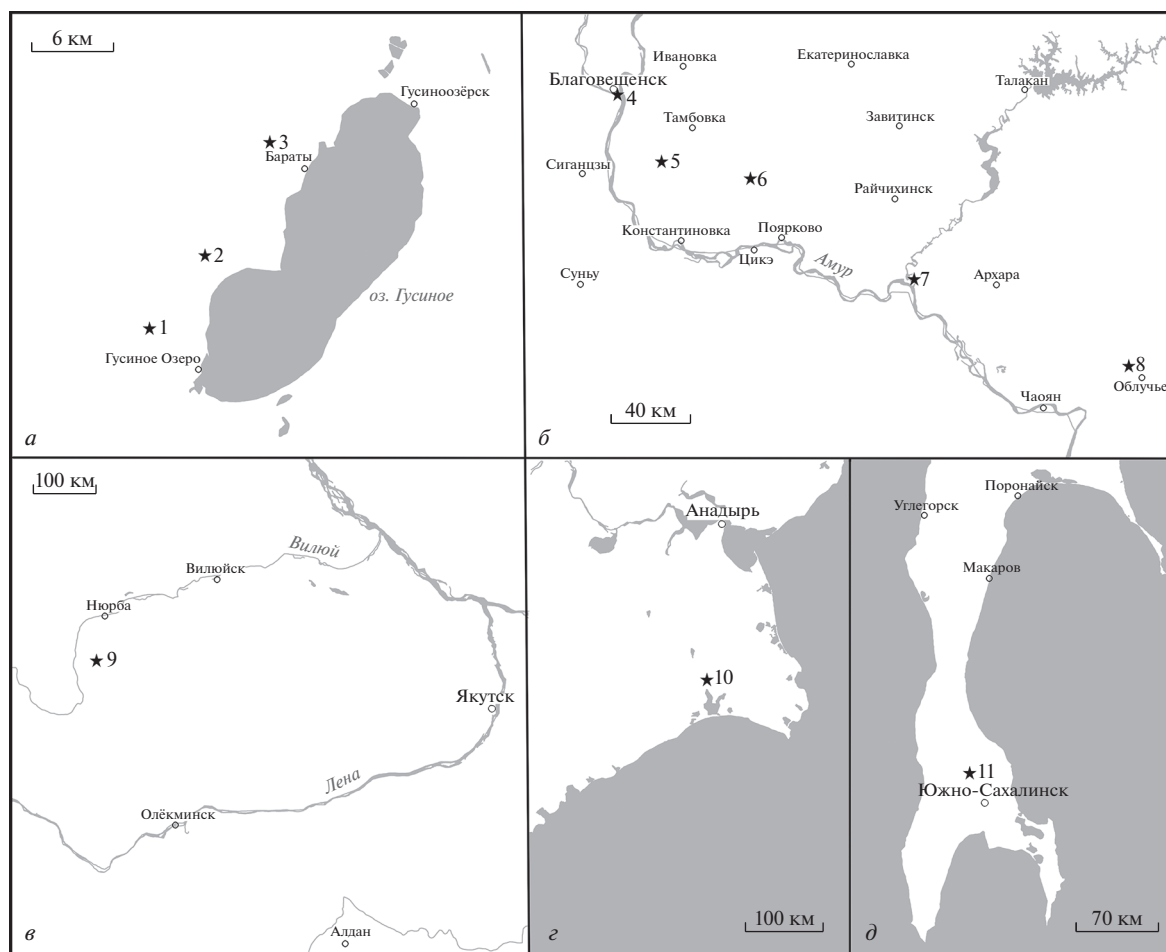 6 км
Гусиноозёрск
3
Бараты
2
оз. Гусиное
1
Гусиное Озеро
а
Ивановка
Екатеринославка
Благовещенск
4
Талакан
Тамбовка
Завитинск
Сиганцзы
5
6
Райчихинск
Константиновка
Поярково
Цикэ
Амур
Суньу
7
Архара
8
Облучье
Чаоян
40 км
б
100 км
Вилюй
Вилюйск
Нюрба
9
Якутск
Лена
Олёкминск
Алдан
в
Анадырь
10
100 км
г
Поронайск
Углегорск
Макаров
11
Южно-Сахалинск
70 км
д